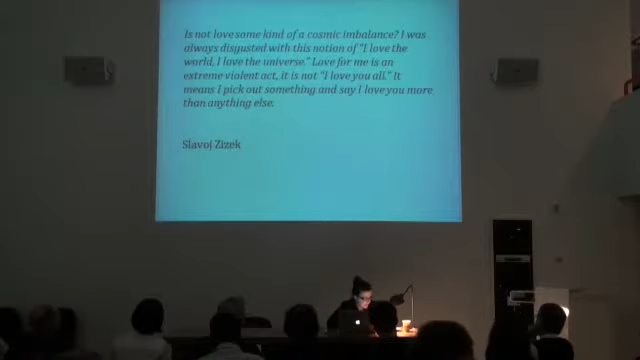 Is not love some kind of a cosmic imbalance? I was
always disgusted with this notion of "I love the
world, I love the universe." Love for me is an
extreme violent act, it is not "I love you all." It
means I pick out something and say I love you more
than anything else.
Slavoj Zizek